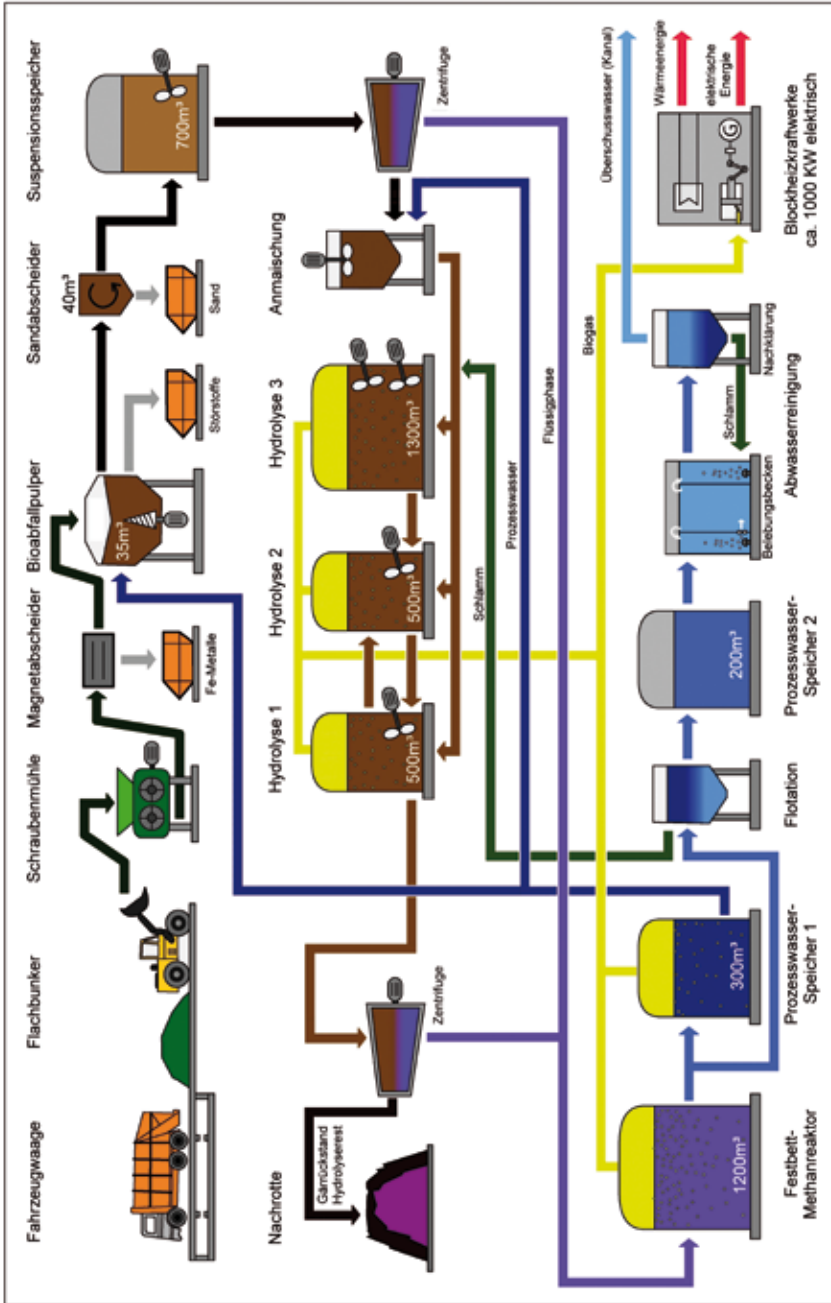 Fahrzeugwaage
Flachbunker
Schraubenmühle
Magnetabscheider
Bioabfallpulper
Sandabscheider
Suspensionsspeicher
35m³
40m³
700m³
Fe-Metalle
Störstoffe
Sand
Nachrotte
Gärrückstand
Hydrolyserest
Zentrifuge
Hydrolyse 1
500m³
Hydrolyse 2
500m³
Hydrolyse 3
1300m³
Anmaischung
Zentrifuge
Schlamm
Prozesswasser
Flüssigphase
Biogas
Überschusswasser (Kanal)
Wärmeenergie
elektrische
Energie
1200m³
300m³
200m³
Schlamm
G
Belebungsbecken
Nachklärung
Festbett-
Methanreaktor
Prozesswasser-
Speicher 1
Flotation
Prozesswasser-
Speicher 2
Abwasserreinigung
Blockheizkraftwerke
ca. 1000 KW elektrisch